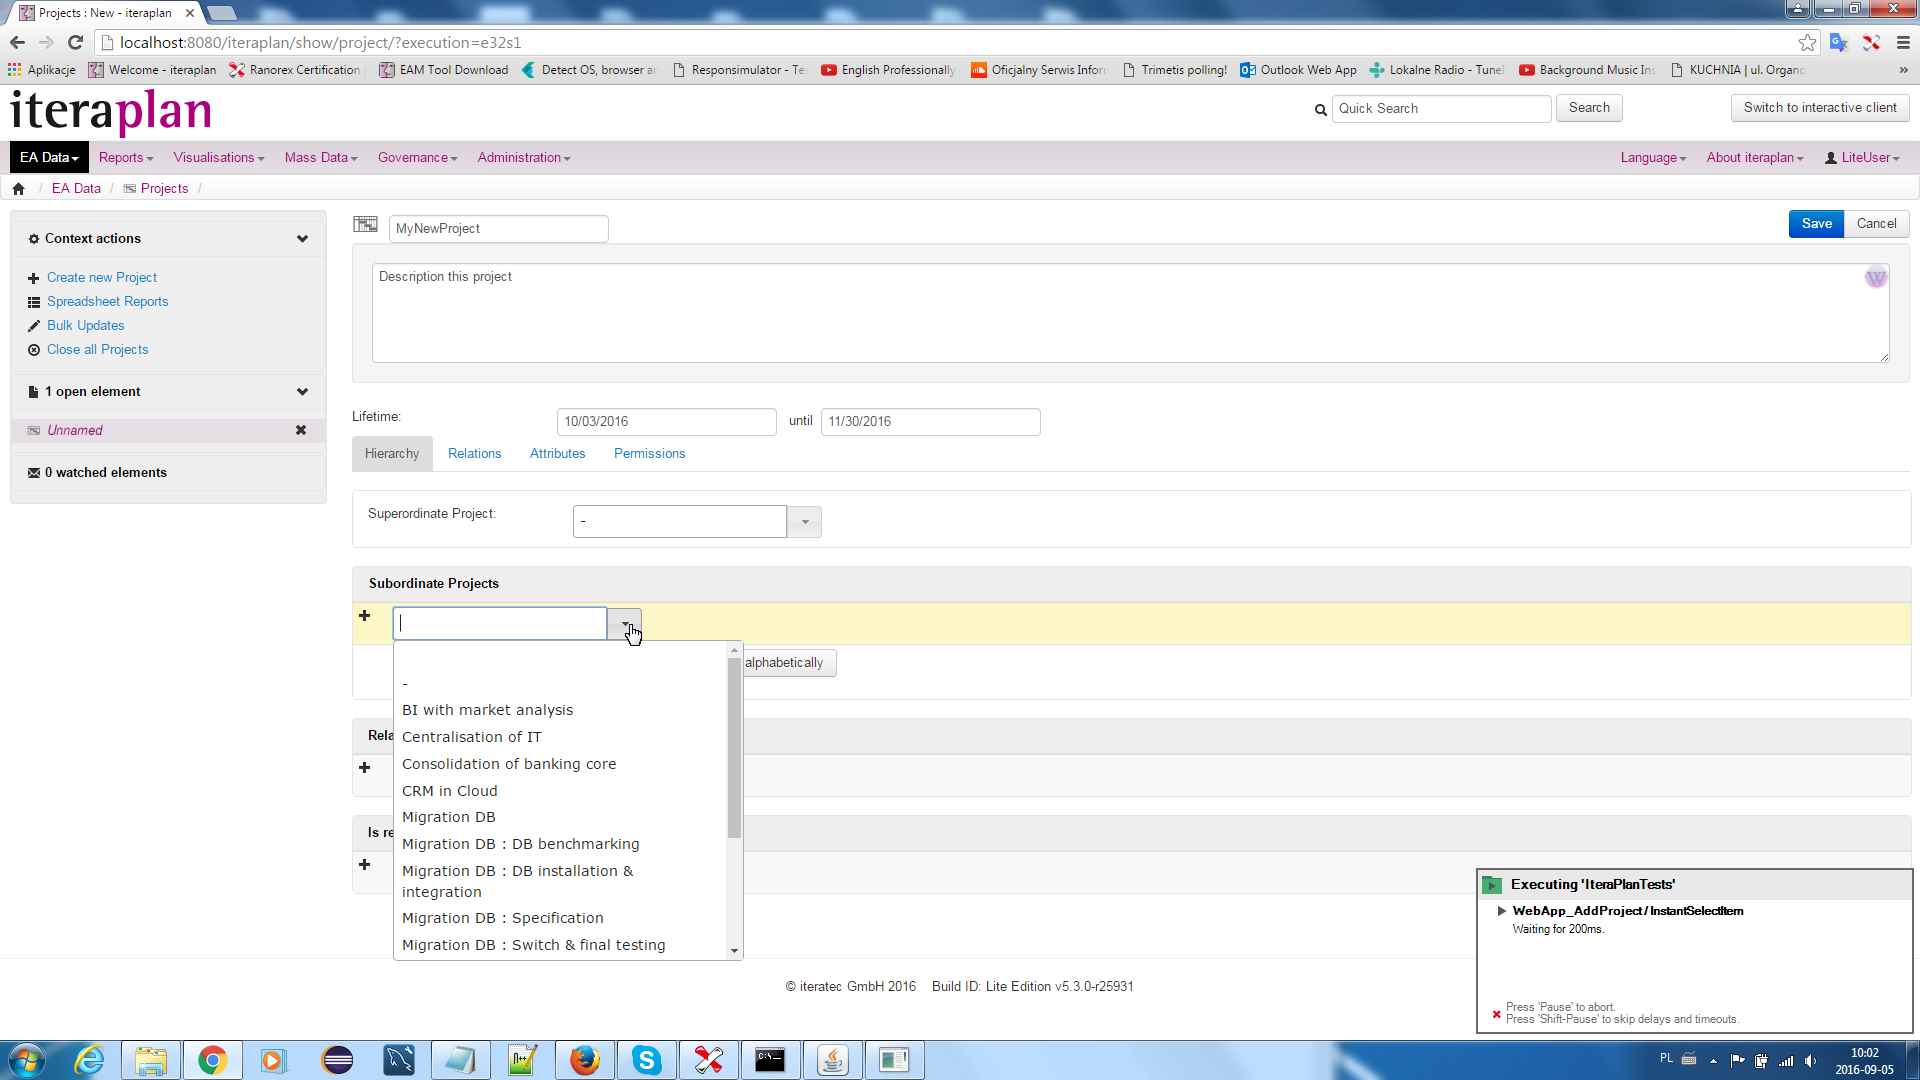 Projects : New - iteraplan
localhost:8080/iteraplan/show/project/?execution=e32s1
Aplikacje Welcome - iteraplan Ranorex Certification EAM Tool Download Detect OS, browser Responsimulator - Te English Professionally Oficjalny Serwis Infor Trimetis polling! Outlook Web App Lokalne Radio - Tune Background Music In KUCHNIA | ul. Organ »
iteraplan
Quick Search Search Switch to interactive client
EA Data Reports Visualisations Mass Data Governance Administration Language About iteraplan LiteUser
/ EA Data / Projects /
Context actions
Create new Project
Spreadsheet Reports
Bulk Updates
Close all Projects
1 open element
Unnamed
0 watched elements
MyNewProject Save Cancel
Description this project
W
Lifetime: 10/03/2016 until 11/30/2016
Hierarchy Relations Attributes Permissions
Superordinate Project: -
Subordinate Projects
alphabetically
-
BI with market analysis
Rela
Centralisation of IT
Consolidation of banking core
CRM in Cloud
Migration DB
Is re
Migration DB : DB benchmarking
Migration DB : DB installation &
integration
Migration DB : Specification
Migration DB : Switch & final testing
© iteratec GmbH 2016 Build ID: Lite Edition v5.3.0-r25931
Executing 'IteraPlanTests'
WebApp_AddProject / InstantSelectItem
Waiting for 200ms.
Press 'Pause' to abort.
Press 'Shift-Pause' to skip delays and timeouts.
PL
10:02
2016-09-05